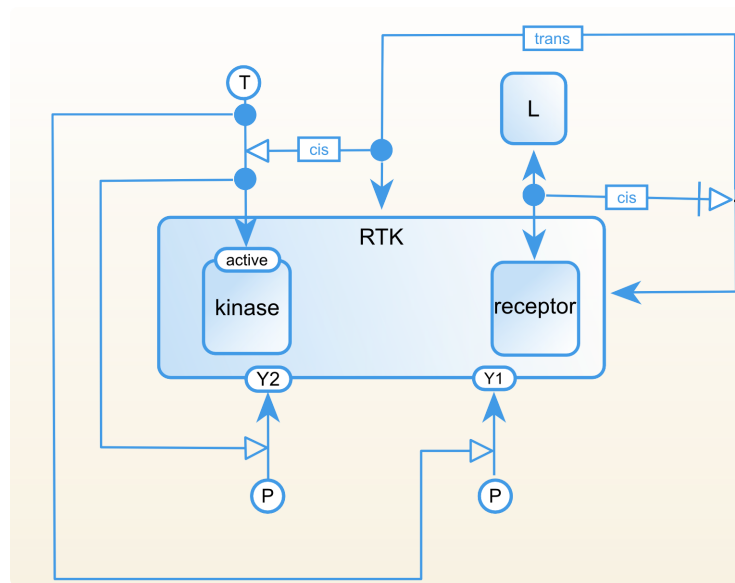 trans
T
L
cis
cis
RTK
active
kinase
receptor
Y2
Y1
P
P